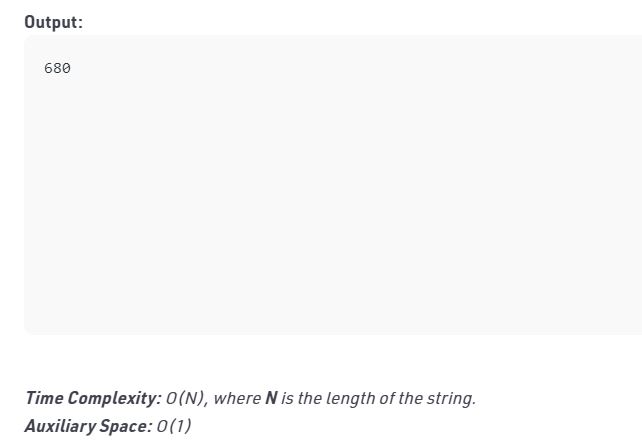 Output:
680
Time Complexity: O(N), where N is the length of the string.
Auxiliary Space: O(1)